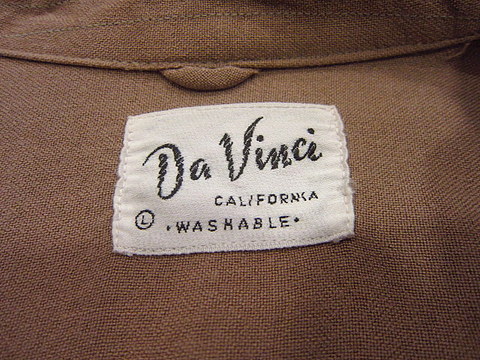 Da Vinci
CALIFORNIA
Ⓛ • WASHABLE •